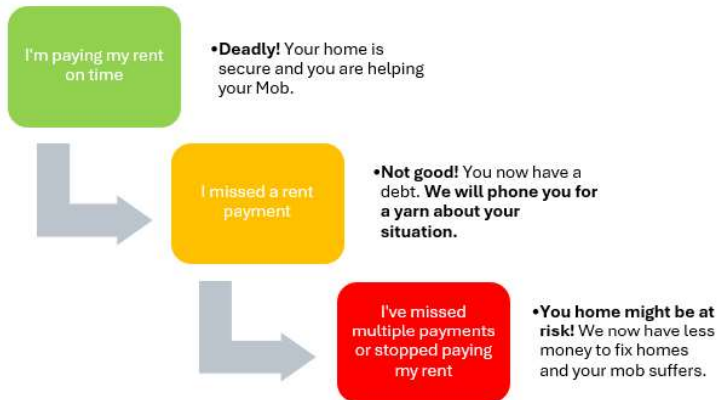 I'm paying my rent
on time
•Deadly! Your home is
secure and you are helping
your Mob.
I missed a rent
payment
•Not good! You now have a
debt. We will phone you for
a yarn about your
situation.
I've missed
multiple payments
or stopped paying
my rent
•You home might be at
risk! We now have less
money to fix homes
and your mob suffers.